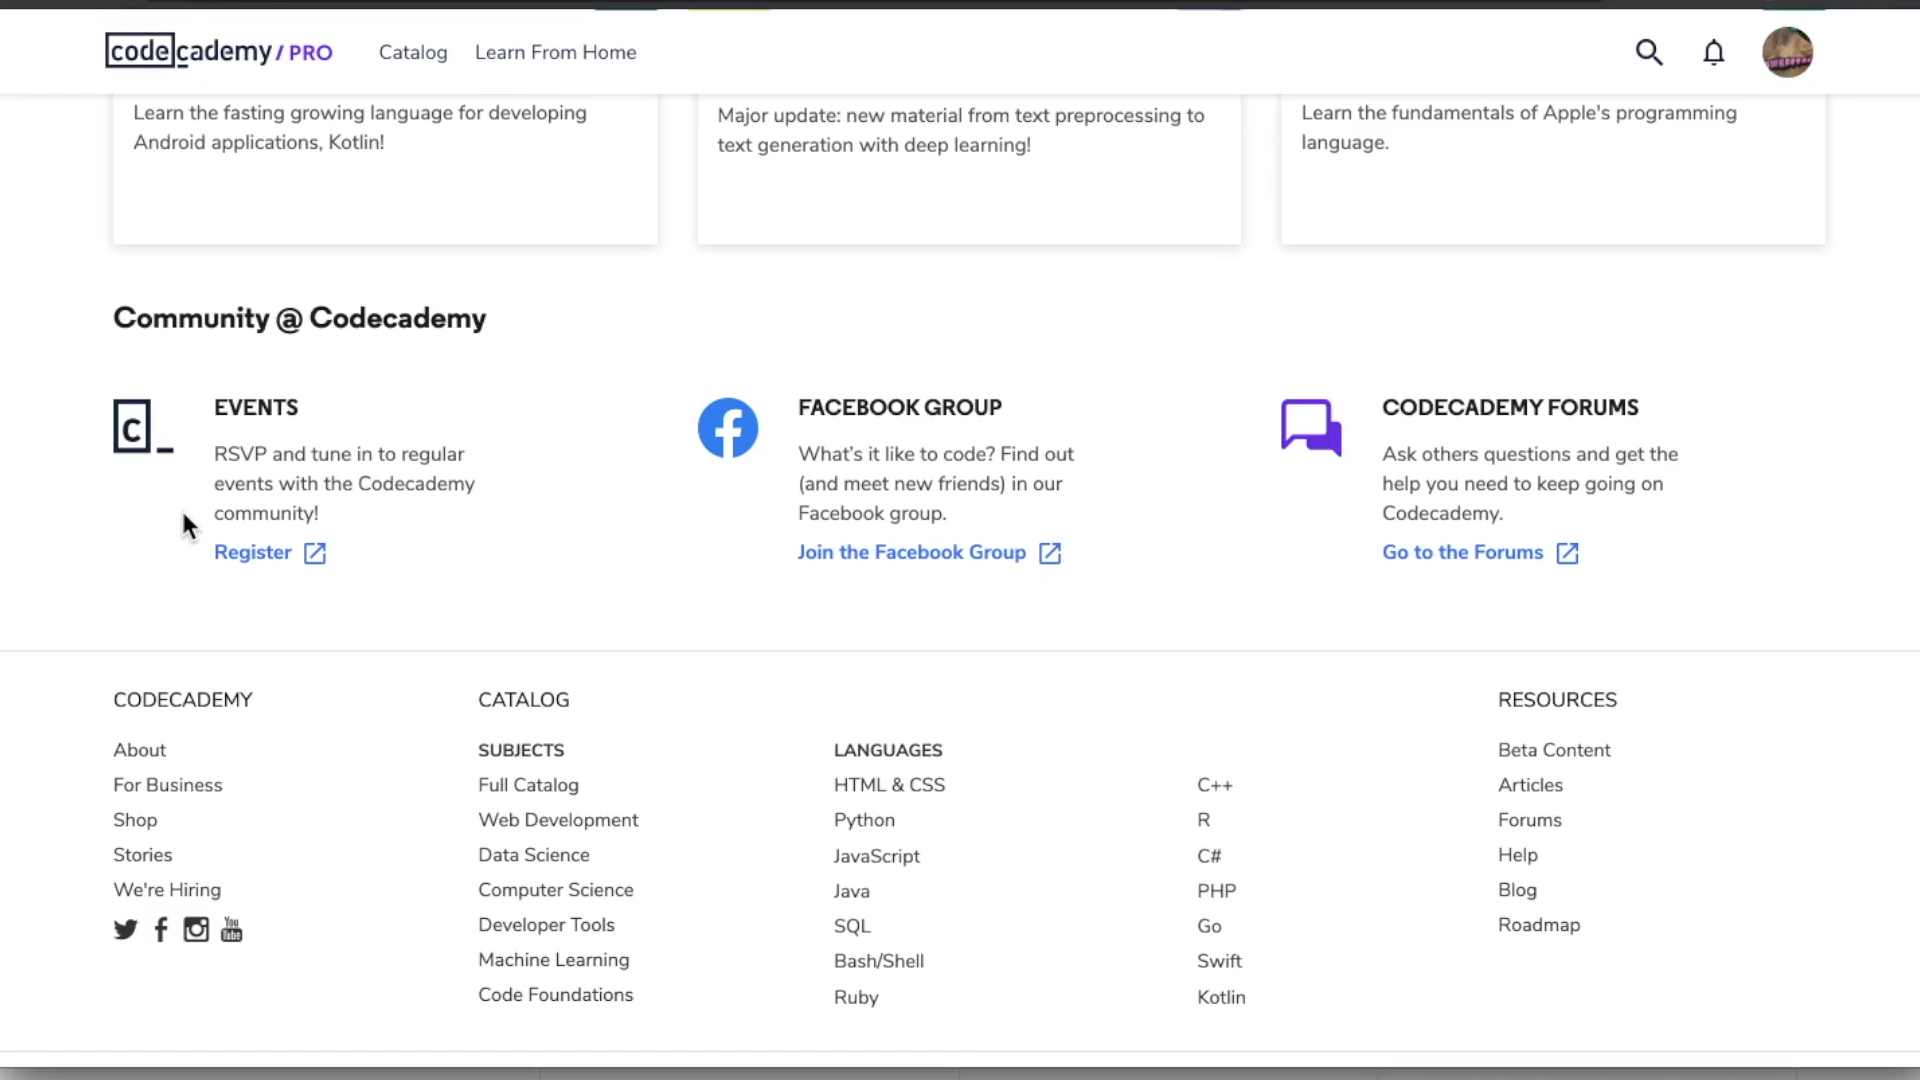 codecademy / PRO
Catalog
Learn From Home
Learn the fasting growing language for developing
Android applications, Kotlin!
Major update: new material from text preprocessing to
text generation with deep learning!
Learn the fundamentals of Apple's programming
language.
Community @ Codecademy
EVENTS
RSVP and tune in to regular
events with the Codecademy
community!
Register
FACEBOOK GROUP
What's it like to code? Find out
(and meet new friends) in our
Facebook group.
Join the Facebook Group
CODECADEMY FORUMS
Ask others questions and get the
help you need to keep going on
Codecademy.
Go to the Forums
CODECADEMY
About
For Business
Shop
Stories
We're Hiring
You
Tube
CATALOG
SUBJECTS
Full Catalog
Web Development
Data Science
Computer Science
Developer Tools
Machine Learning
Code Foundations
LANGUAGES
HTML & CSS
Python
JavaScript
Java
SQL
Bash/Shell
Ruby
C++
R
C#
PHP
Go
Swift
Kotlin
RESOURCES
Beta Content
Articles
Forums
Help
Blog
Roadmap